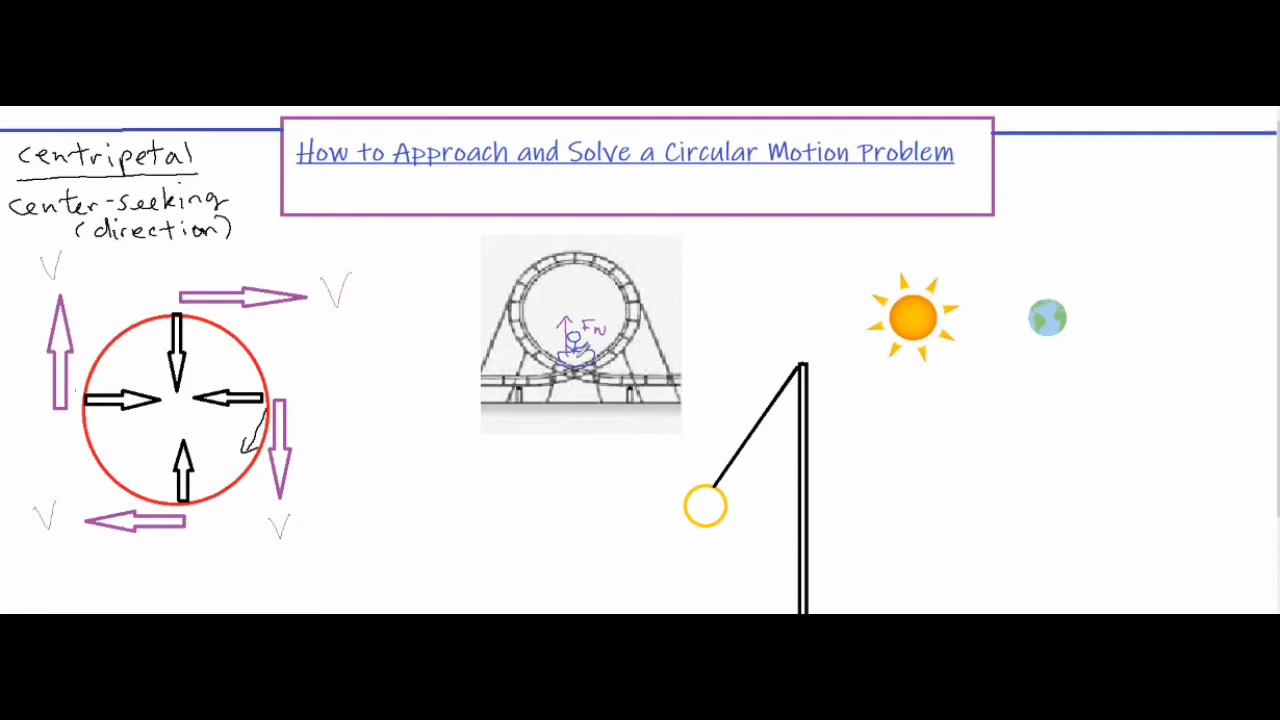 How to Approach and Solve a Circular Motion Problem
centripetal
center-seeking
(direction)
V
V
FN
V
V